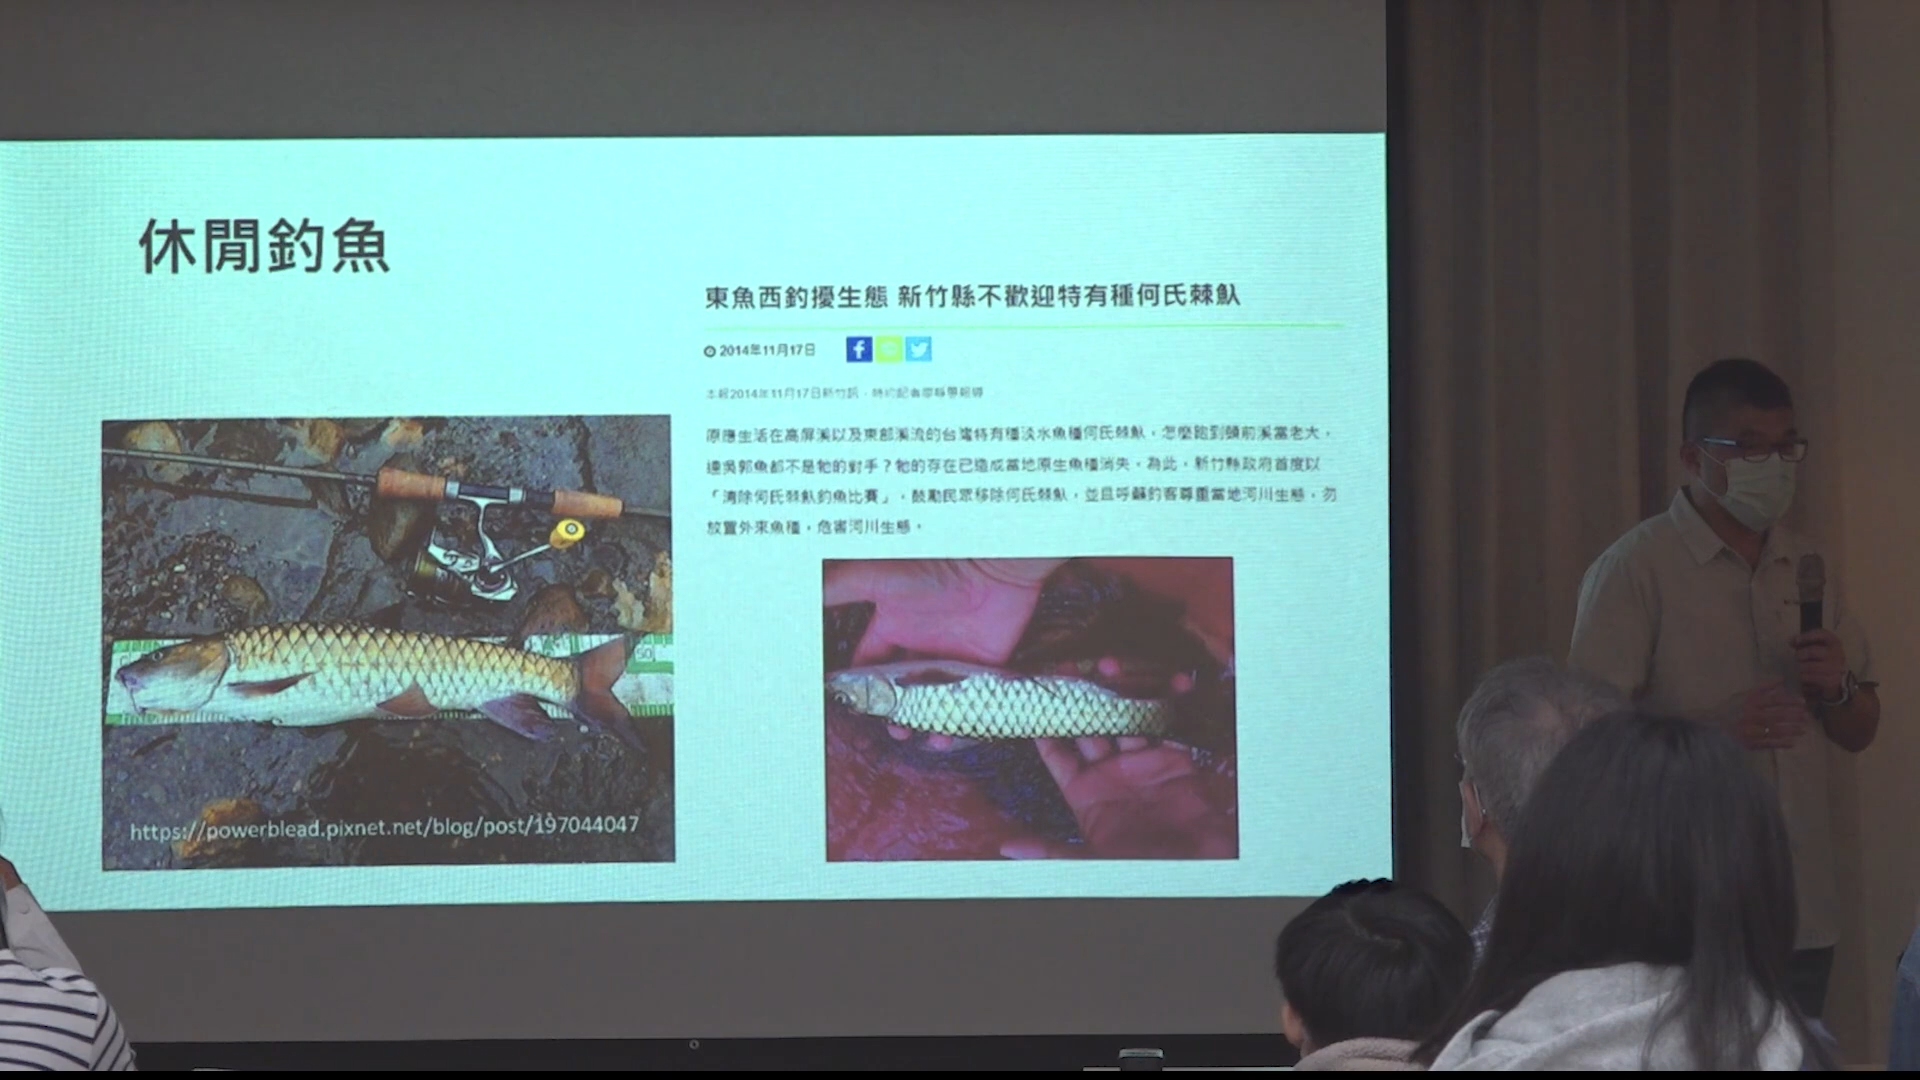 休閒釣魚
東魚西釣擾生態 新竹縣不歡迎特有種何氏棘魞
2014年11月17日
本報2014年11月17日新竹訊,特約記者廖靜蕙報導
原應生活在高屏溪以及東部溪流的台灣特有種淡水魚種何氏棘魞,怎麼跑到頭前溪當老大,
連吳郭魚都不是牠的對手?牠的存在已造成當地原生魚種消失。為此,新竹縣政府首度以
「清除何氏棘魞釣魚比賽」,鼓勵民眾移除何氏棘魞,並且呼籲釣客尊重當地河川生態,勿
放置外來魚種,危害河川生態。
50
https://powerblead.pixnet.net/blog/post/197044047